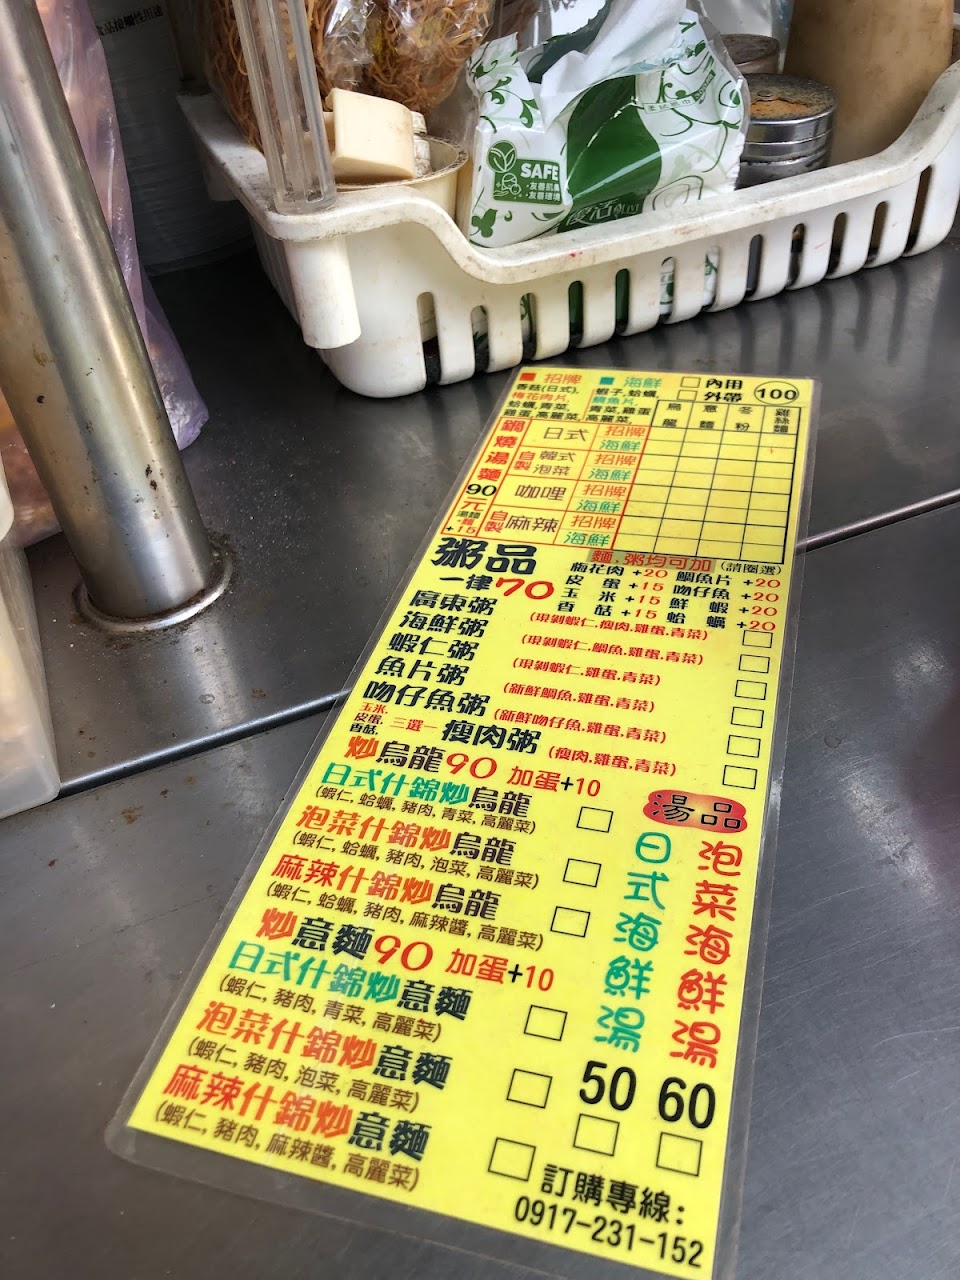 SAFE
·友善肌膚
·友善環境
優活
LIVE
■ 招牌 ■ 海鮮 □ 內用
香菇(日式), 蝦子, 蛤蠣, □ 外帶 100
梅花肉片, 鯛魚片,
蛤蠣, 青菜, 青菜, 雞蛋
雞蛋, 高麗菜, 高麗菜,
烏龍 意麵 冬粉 雞絲麵
鍋燒湯麵 90元
日式 招牌
海鮮
自製 韓式泡菜 招牌
海鮮
咖哩 招牌
海鮮
自製 麻辣 招牌
海鮮
+15
粥品 麵,粥均可加(請圈選)
一律70 梅花肉+20 鯛魚片+20
皮蛋+15 吻仔魚+20
玉米+15 鮮蝦+20
香菇+15 蛤蠣+20
廣東粥 (現剝蝦仁.瘦肉.雞蛋.青菜)
海鮮粥 (現剝蝦仁.鯛魚.雞蛋.青菜)
蝦仁粥 (現剝蝦仁.雞蛋.青菜)
魚片粥 (新鮮鯛魚.雞蛋.青菜)
吻仔魚粥 (新鮮吻仔魚.雞蛋.青菜)
玉米. 皮蛋. 香菇. 三選一 瘦肉粥 (瘦肉.雞蛋.青菜)
炒烏龍90 加蛋+10
日式什錦炒烏龍
(蝦仁, 蛤蠣, 豬肉, 青菜, 高麗菜)
泡菜什錦炒烏龍
(蝦仁, 蛤蠣, 豬肉, 泡菜, 高麗菜)
麻辣什錦炒烏龍
(蝦仁, 蛤蠣, 豬肉, 麻辣醬, 高麗菜)
炒意麵90 加蛋+10
日式什錦炒意麵
(蝦仁, 豬肉, 青菜, 高麗菜)
泡菜什錦炒意麵
(蝦仁, 豬肉, 泡菜, 高麗菜)
麻辣什錦炒意麵
(蝦仁, 豬肉, 麻辣醬, 高麗菜)
湯品
泡菜海鮮湯 60
日式海鮮湯 50
訂購專線:
0917-231-152